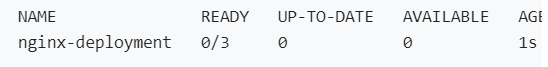 NAME READY UP-TO-DATE AVAILABLE AGE
nginx-deployment 0/3 0 0 1s